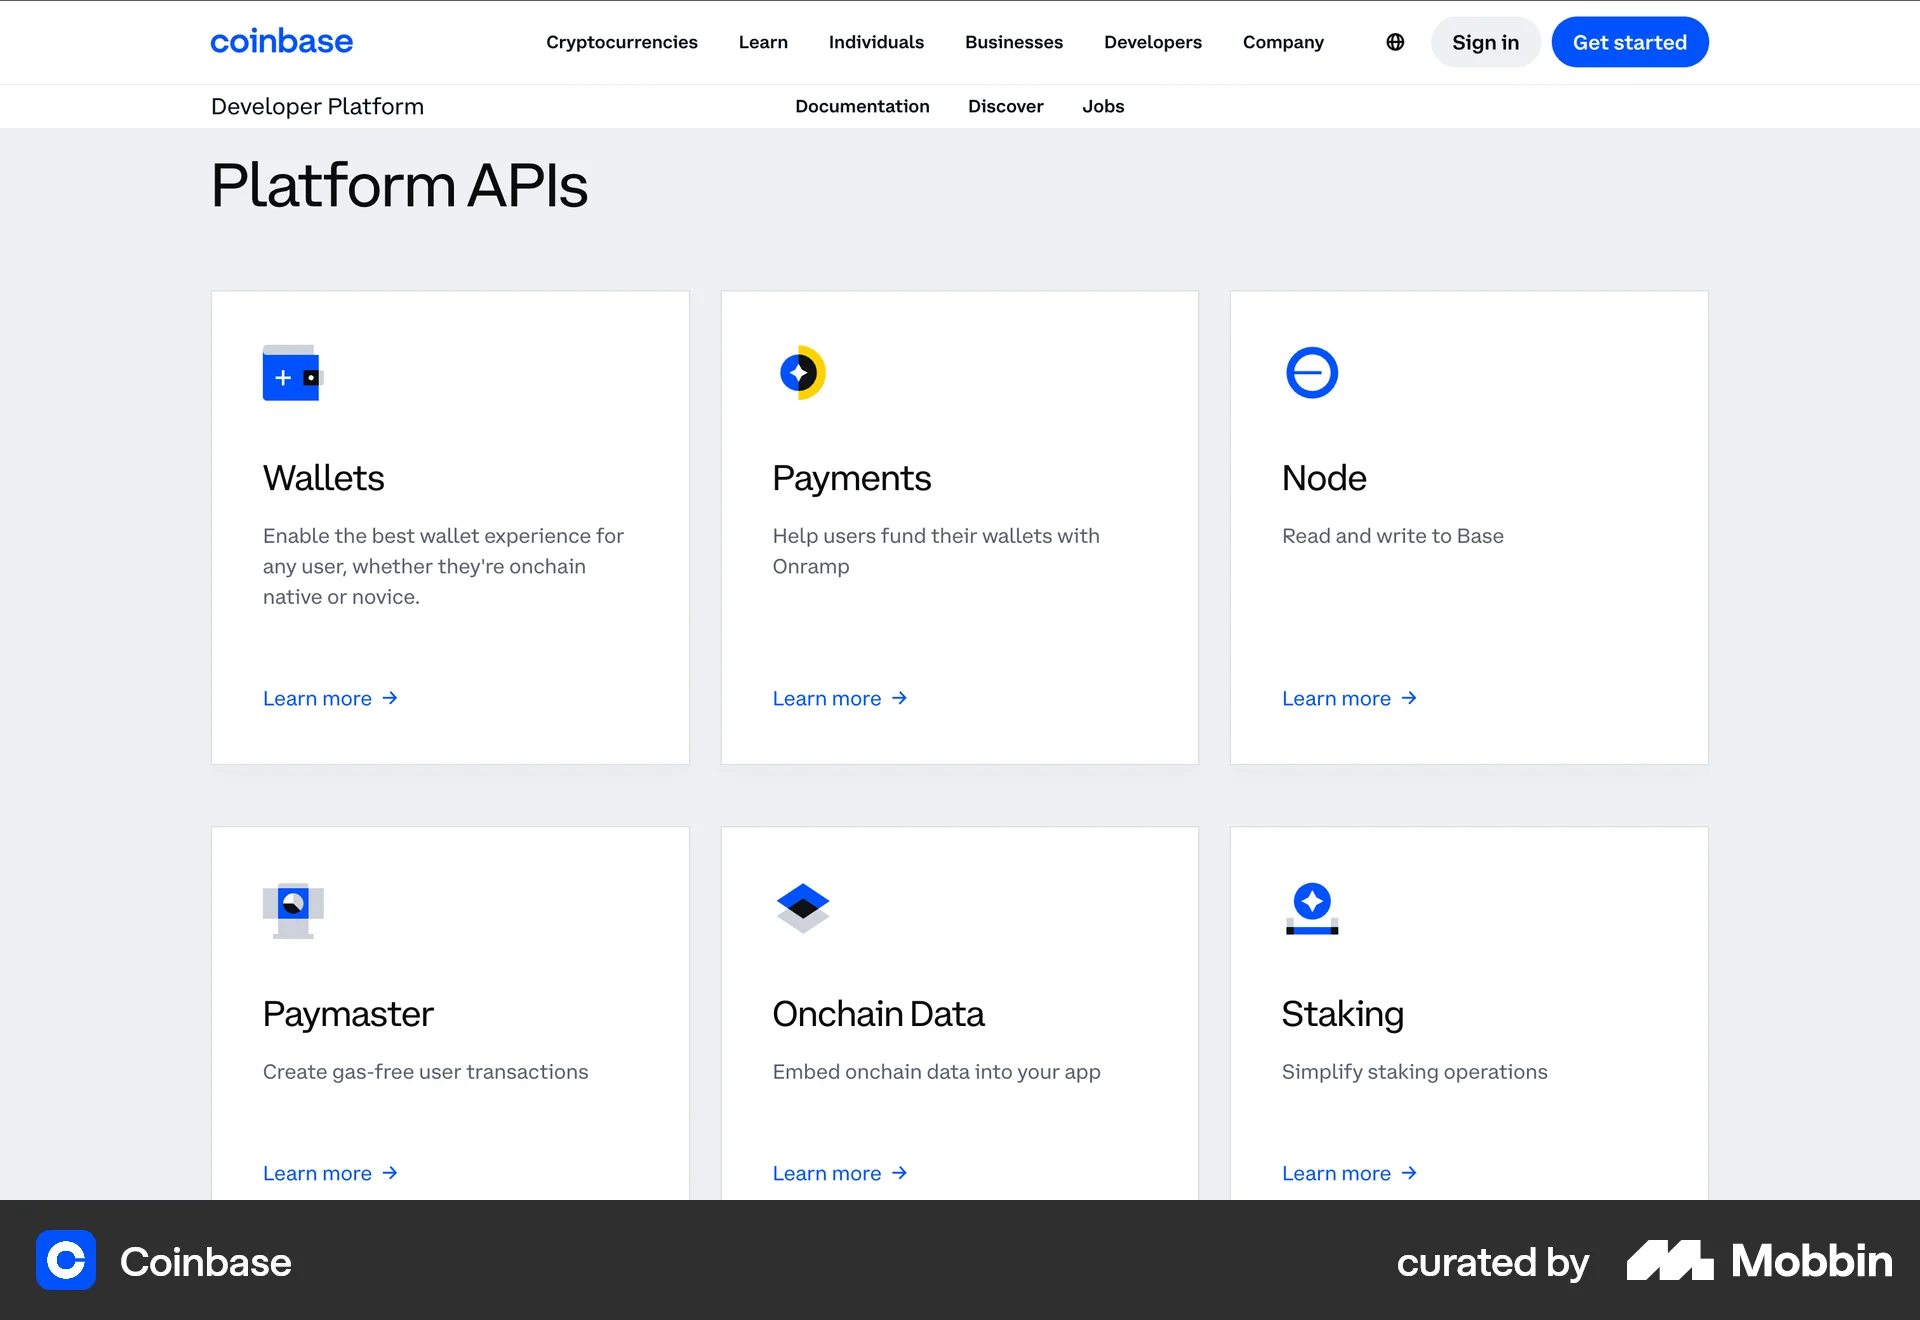 coinbase
Cryptocurrencies
Learn
Individuals
Businesses
Developers
Company
Sign in
Get started
Developer Platform
Documentation
Discover
Jobs
Platform APIs
Wallets
Enable the best wallet experience for
any user, whether they're onchain
native or novice.
Learn more →
Payments
Help users fund their wallets with
Onramp
Learn more →
Node
Read and write to Base
Learn more →
Paymaster
Create gas-free user transactions
Learn more →
Onchain Data
Embed onchain data into your app
Learn more →
Staking
Simplify staking operations
Learn more →
Coinbase
curated by
Mobbin